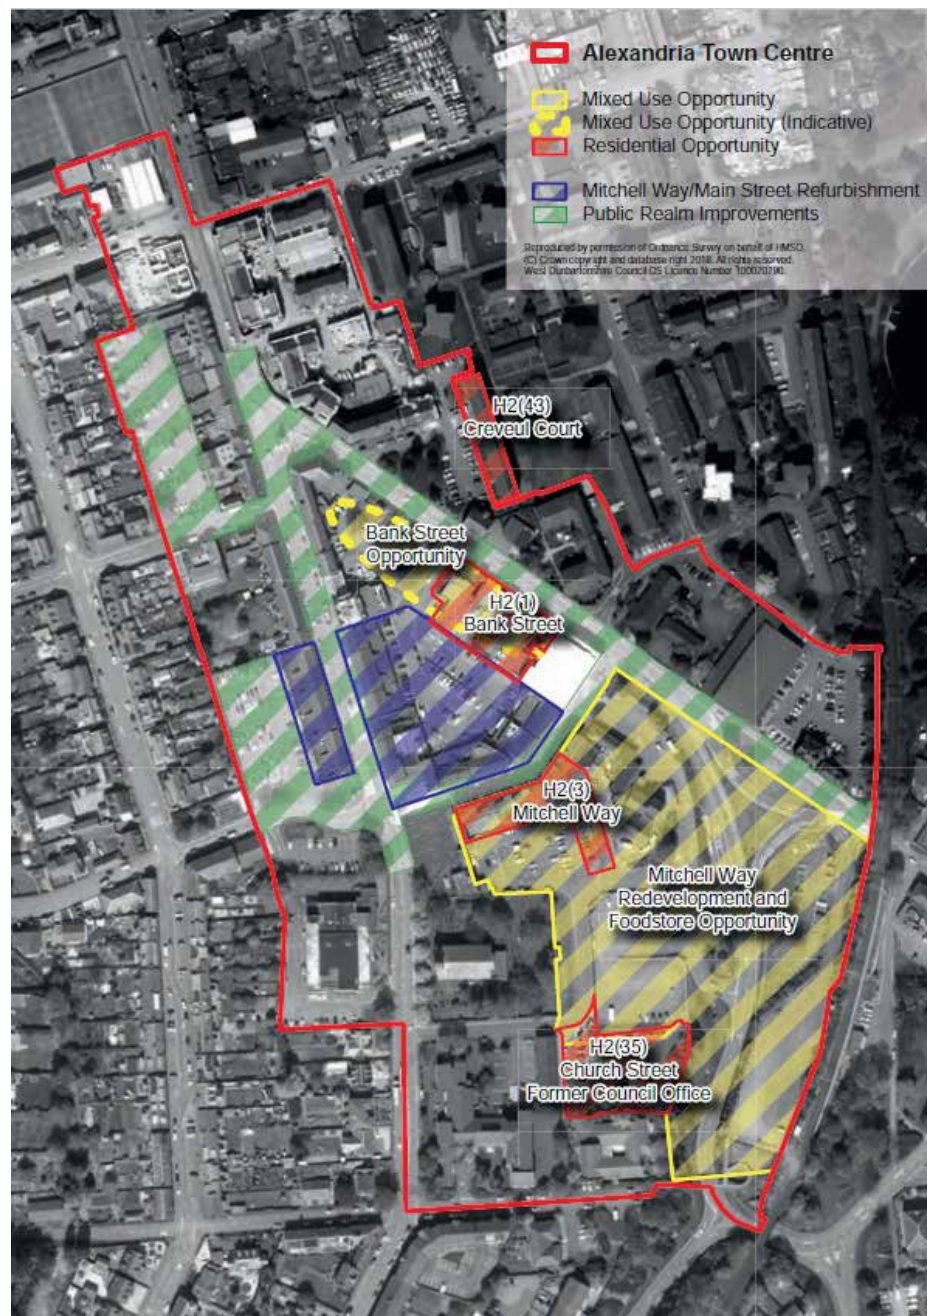 Alexandria Town Centre
Mixed Use Opportunity
Mixed Use Opportunity (Indicative)
Residential Opportunity
Mitchell Way/Main Street Refurbishment
Public Realm Improvements
Reproduced by permission of Ordnance Survey on behalf of HMSO.
(C) Crown copyright and database right 2018. All rights reserved.
West Dunbartonshire Council OS Licence Number 100020790.
H2(43)
Creveul Court
Bank Street
Opportunity
H2(1)
Bank Street
H2(3)
Mitchell Way
Mitchell Way
Redevelopment and
Foodstore Opportunity
H2(35)
Church Street
Former Council Office